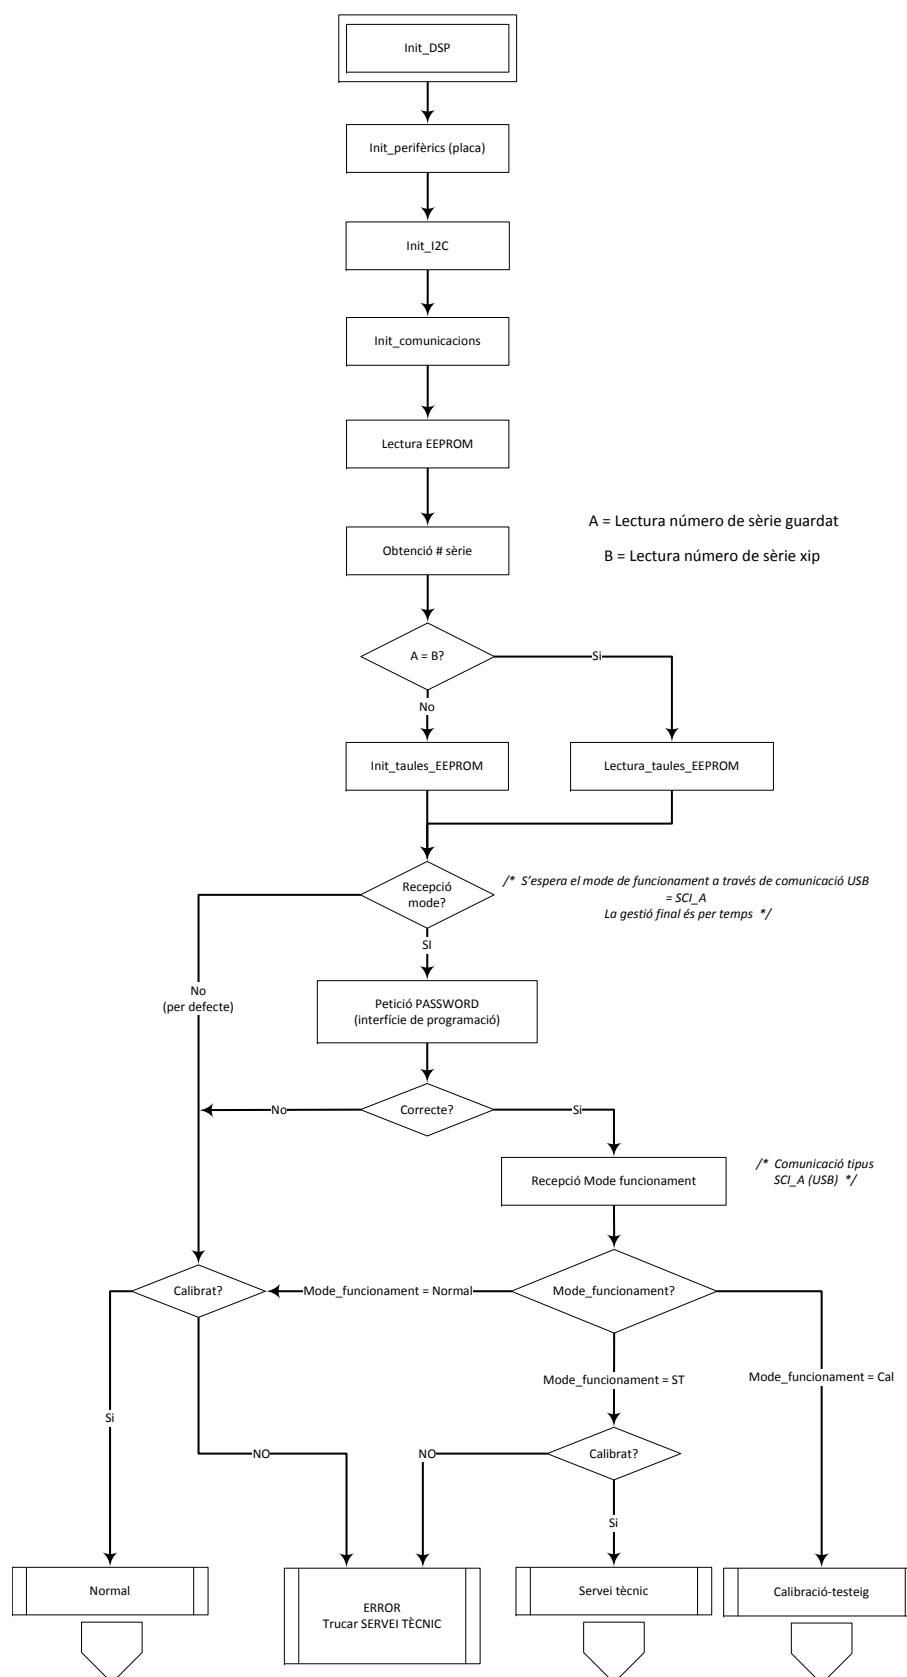 Init_DSP
Init_perifèrics (placa)
Init_I2C
Init_comunicacions
Lectura EEPROM
A = Lectura número de sèrie guardat
Obtenció # sèrie
B = Lectura número de sèrie xip
A = B?
Si
No
Init_taules_EEPROM
Lectura_taules_EEPROM
Recepció
mode?
/* S'espera el mode de funcionament a través de comunicació USB
= SCI_A
La gestió final és per temps */
SI
No
(per defecte)
Petició PASSWORD
(interfície de programació)
No
Correcte?
Si
Recepció Mode funcionament
/* Comunicació tipus
SCI_A (USB) */
Calibrat?
Mode_funcionament = Normal
Mode_funcionament?
Mode_funcionament = ST
Mode_funcionament = Cal
Si
NO
NO
Calibrat?
Si
Normal
ERROR
Trucar SERVEI TÈCNIC
Servei tècnic
Calibració-testeig